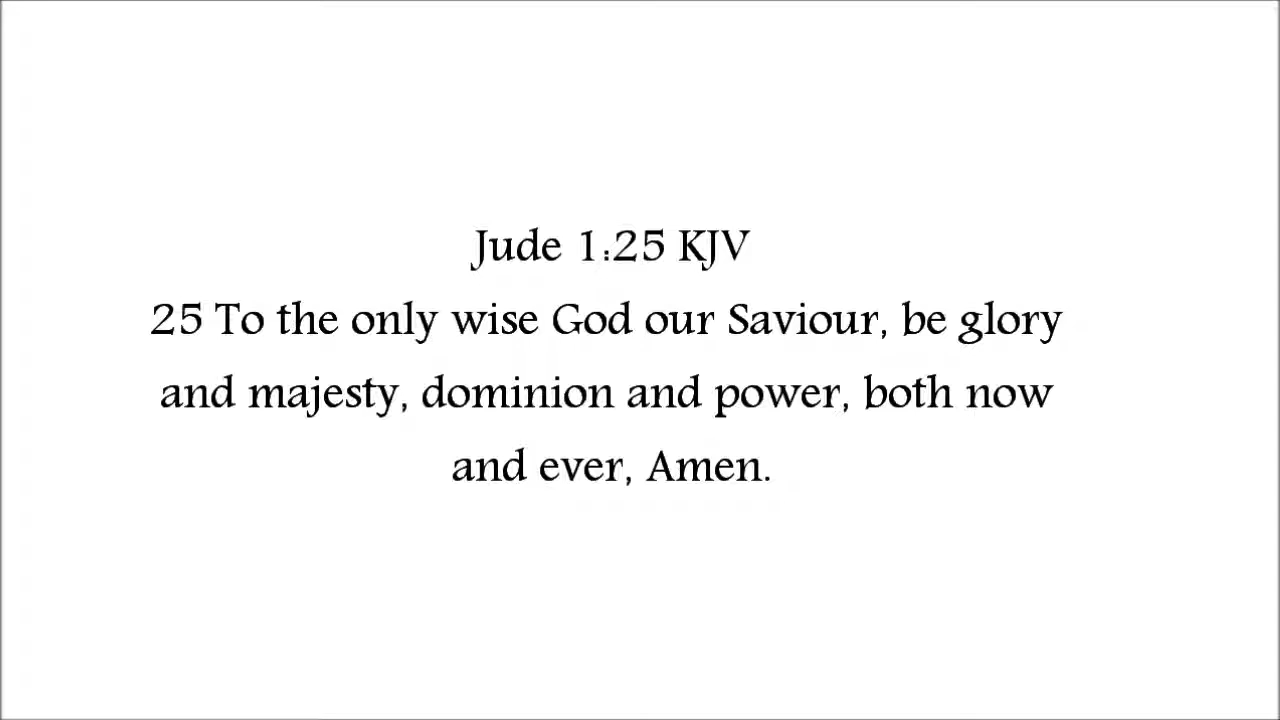 Jude 1:25 KJV
25 To the only wise God our Saviour, be glory
and majesty, dominion and power, both now
and ever, Amen.